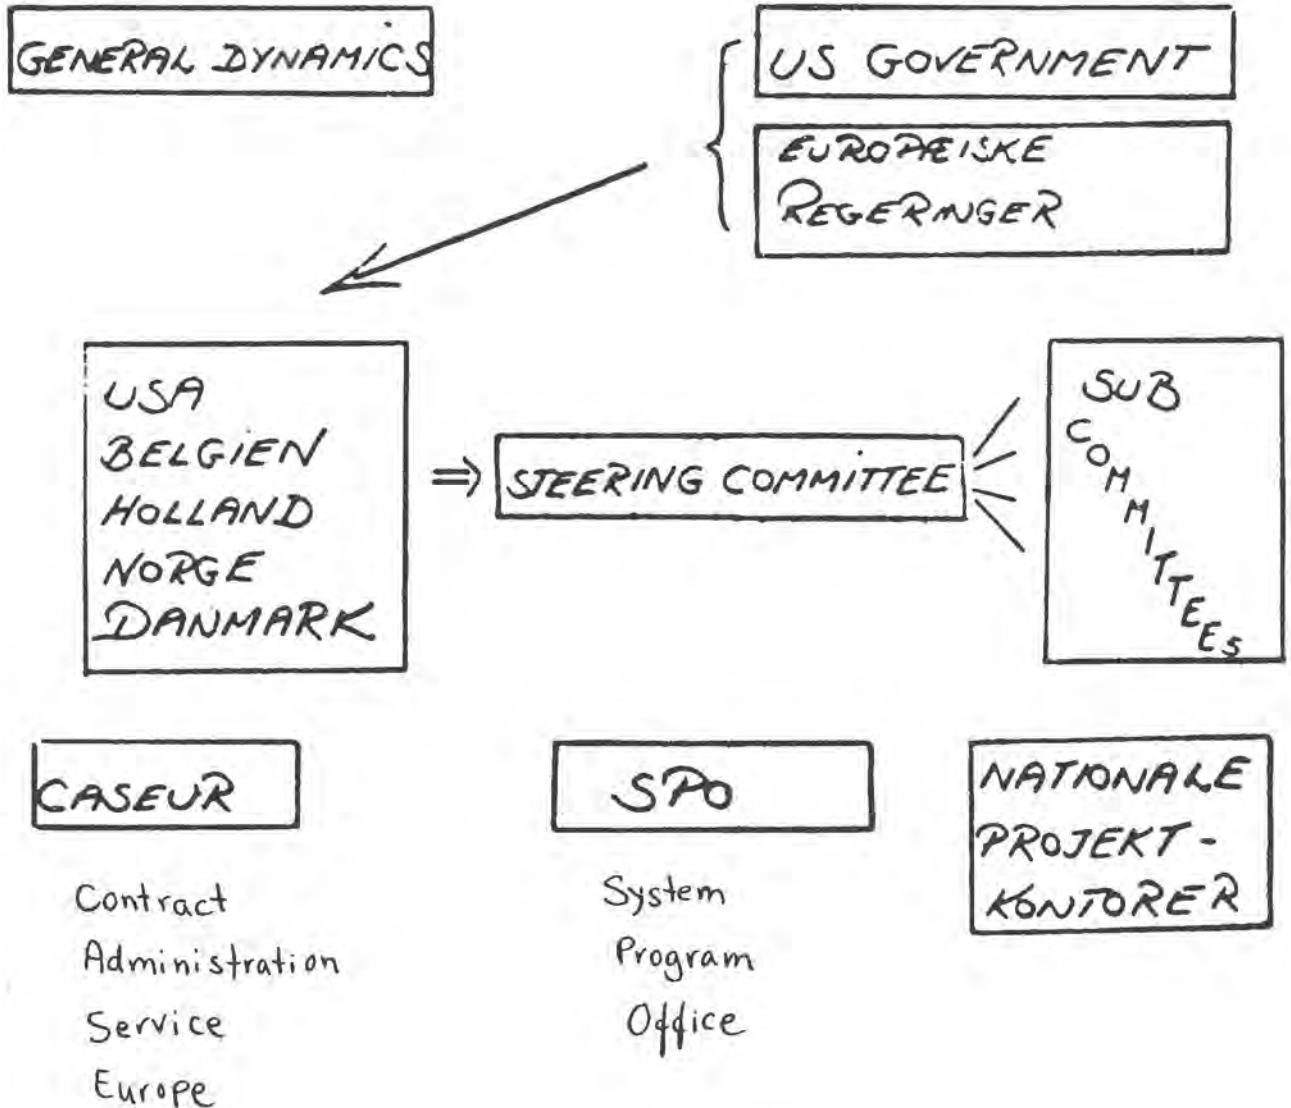 GENERAL DYNAMICS
US GOVERNMENT
EUROPÆISKE
REGERINGER
USA
BELGIEN
HOLLAND
NORGE
DANMARK
⇒ STEERING COMMITTEE
SUB
COMMITTEES
CASEUR
Contract
Administration
Service
Europe
SPO
System
Program
Office
NATIONALE
PROJEKT-
KONTORER